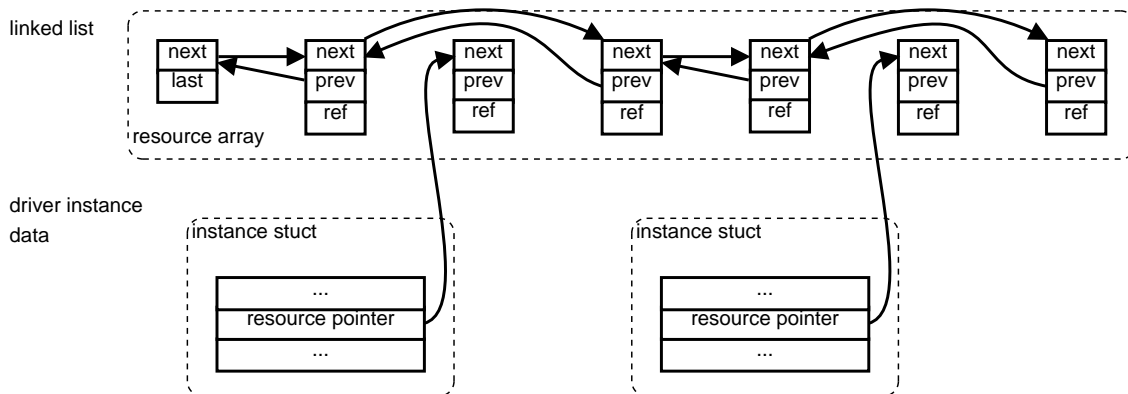 linked list
next next next next next next next
last prev prev prev prev prev prev
ref ref ref ref ref ref
resource array
driver instance
data
instance stuct instance stuct
... ...
resource pointer resource pointer
... ...